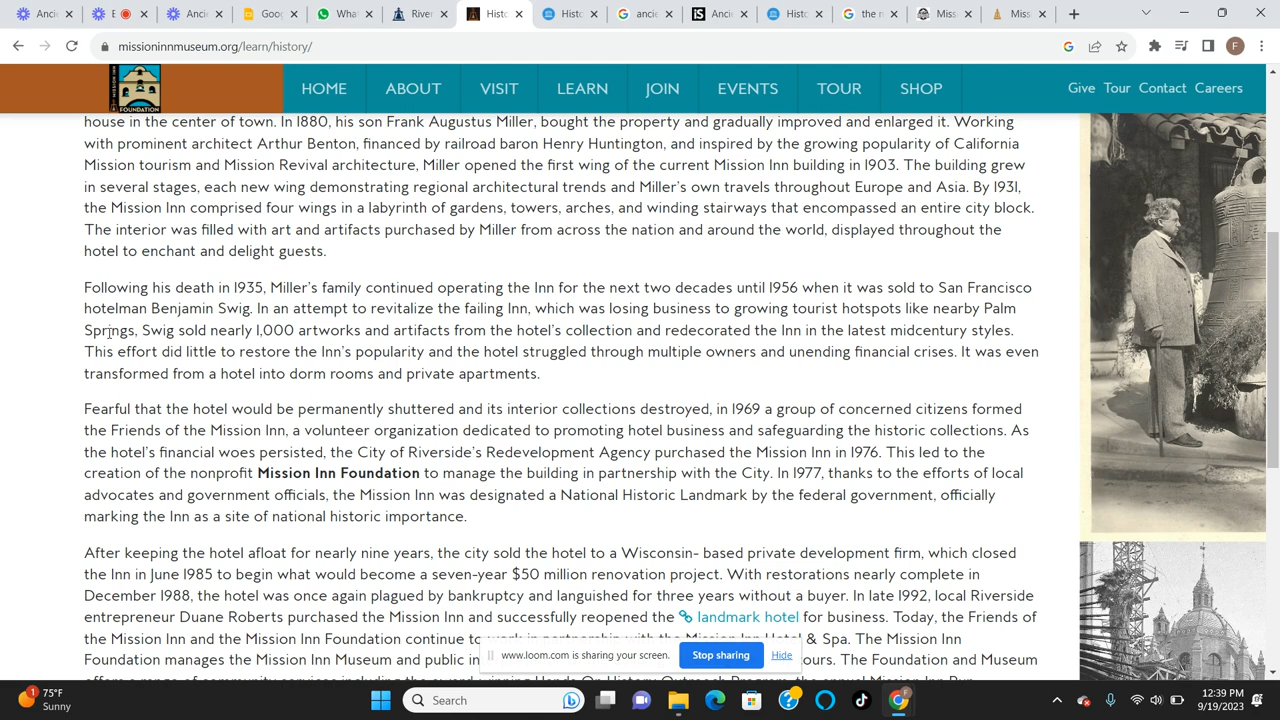 Anci
Anci
Ancie
Goo
What
River
Histo
Histo
ancie
Ancie
Histo
the n
Miss
Miss
missioninnmuseum.org/learn/history/
F
FOUNDATION
HOME
ABOUT
VISIT
LEARN
JOIN
EVENTS
TOUR
SHOP
Give Tour Contact Careers
house in the center of town. In 1880, his son Frank Augustus Miller, bought the property and gradually improved and enlarged it. Working
with prominent architect Arthur Benton, financed by railroad baron Henry Huntington, and inspired by the growing popularity of California
Mission tourism and Mission Revival architecture, Miller opened the first wing of the current Mission Inn building in 1903. The building grew
in several stages, each new wing demonstrating regional architectural trends and Miller's own travels throughout Europe and Asia. By 1931,
the Mission Inn comprised four wings in a labyrinth of gardens, towers, arches, and winding stairways that encompassed an entire city block.
The interior was filled with art and artifacts purchased by Miller from across the nation and around the world, displayed throughout the
hotel to enchant and delight guests.
Following his death in 1935, Miller's family continued operating the Inn for the next two decades until 1956 when it was sold to San Francisco
hotelman Benjamin Swig. In an attempt to revitalize the failing Inn, which was losing business to growing tourist hotspots like nearby Palm
Springs, Swig sold nearly 1,000 artworks and artifacts from the hotel's collection and redecorated the Inn in the latest midcentury styles.
This effort did little to restore the Inn's popularity and the hotel struggled through multiple owners and unending financial crises. It was even
transformed from a hotel into dorm rooms and private apartments.
Fearful that the hotel would be permanently shuttered and its interior collections destroyed, in 1969 a group of concerned citizens formed
the Friends of the Mission Inn, a volunteer organization dedicated to promoting hotel business and safeguarding the historic collections. As
the hotel's financial woes persisted, the City of Riverside's Redevelopment Agency purchased the Mission Inn in 1976. This led to the
creation of the nonprofit Mission Inn Foundation to manage the building in partnership with the City. In 1977, thanks to the efforts of local
advocates and government officials, the Mission Inn was designated a National Historic Landmark by the federal government, officially
marking the Inn as a site of national historic importance.
After keeping the hotel afloat for nearly nine years, the city sold the hotel to a Wisconsin- based private development firm, which closed
the Inn in June 1985 to begin what would become a seven-year $50 million renovation project. With restorations nearly complete in
December 1988, the hotel was once again plagued by bankruptcy and languished for three years without a buyer. In late 1992, local Riverside
entrepreneur Duane Roberts purchased the Mission Inn and successfully reopened the landmark hotel for business. Today, the Friends of
the Mission Inn and the Mission Inn Foundation continue to work in partnership with the Mission Inn Hotel & Spa. The Mission Inn
Foundation manages the Mission Inn Museum and public in ours. The Foundation and Museum
www.loom.com is sharing your screen.
Stop sharing
Hide
75°F
Sunny
1
Search
12:39 PM
9/19/2023